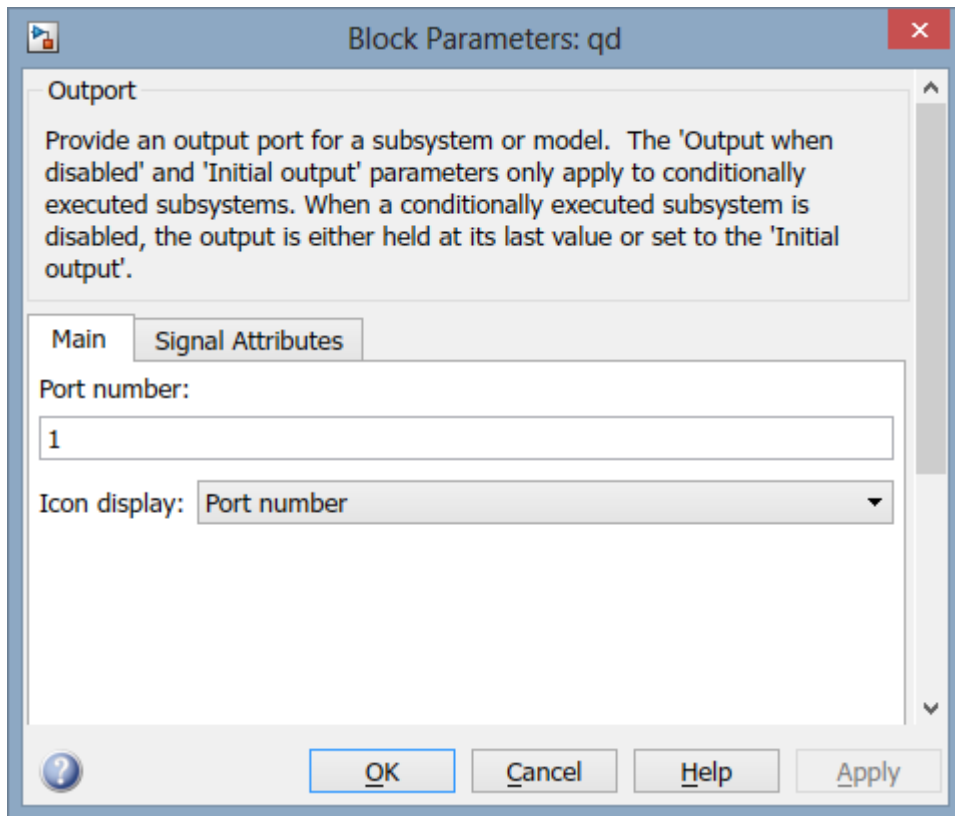 Block Parameters: qd
Outport
Provide an output port for a subsystem or model.  The 'Output when
disabled' and 'Initial output' parameters only apply to conditionally
executed subsystems. When a conditionally executed subsystem is
disabled, the output is either held at its last value or set to the 'Initial
output'.
Main Signal Attributes
Port number:
1
Icon display: Port number
? OK Cancel Help Apply